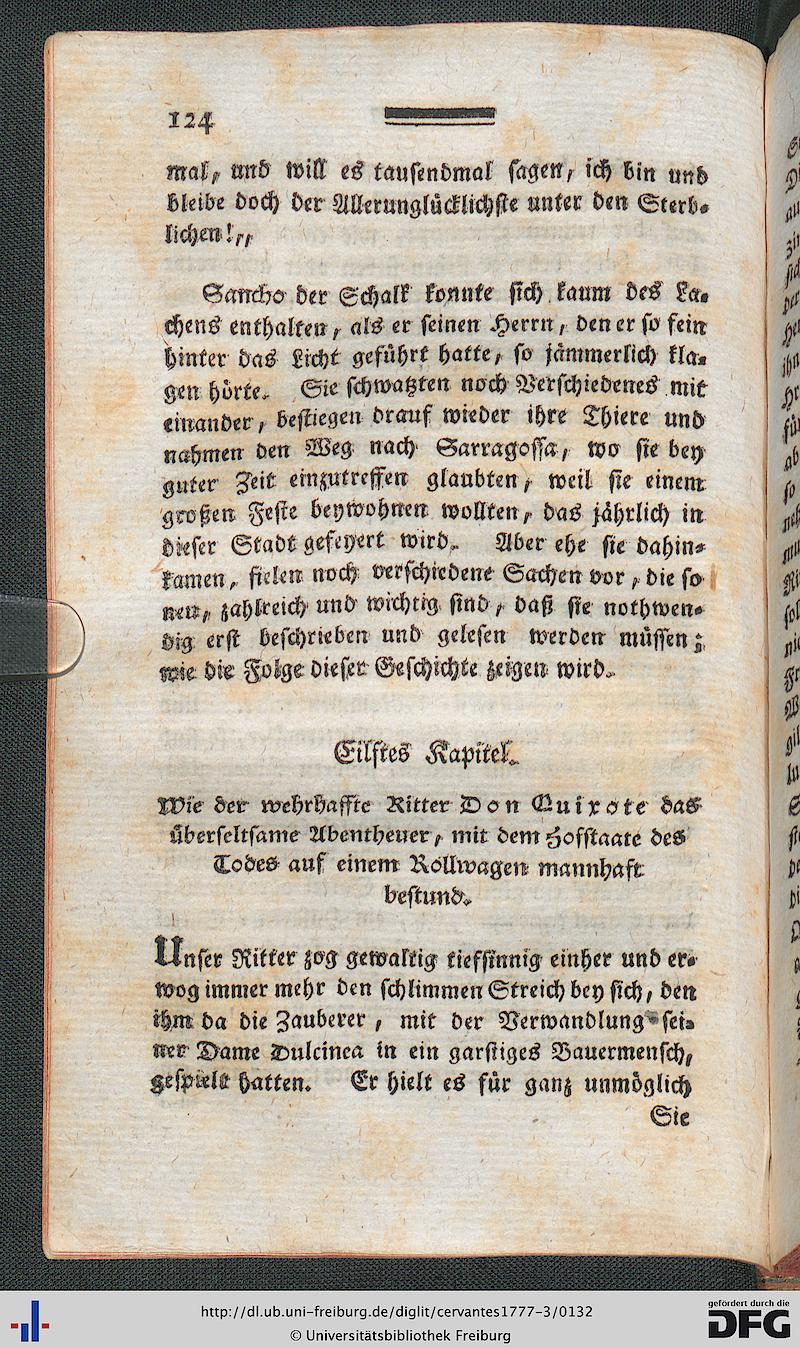 124
mal, und will es tausendmal sagen, ich bin und
bleibe doch der Allerunglücklichste unter den Sterb-
lichen!,,
Sancho der Schalk konnte sich kaum des La-
chens enthalten, als er seinen Herrn, den er so fein
hinter das Licht geführt hatte, so jämmerlich kla-
gen hörte. Sie schwatzten noch Verschiedenes mit
einander, bestiegen drauf wieder ihre Thiere und
nahmen den Weg nach Sarragossa, wo sie bey
guter Zeit einzutreffen glaubten, weil sie einem
großen Feste beywohnen wollten, das jährlich in
dieser Stadt gefeyert wird. Aber ehe sie dahin-
kamen, fielen noch verschiedene Sachen vor, die so
neu, zahlreich und wichtig sind, daß sie nothwen-
dig erst beschrieben und gelesen werden müssen;
wie die Folge dieser Geschichte zeigen wird.
Eilftes Kapitel.
Wie der wehrhaffte Ritter Don Quixote das
überseltsame Abentheuer, mit dem Hofstaate des
Todes auf einem Rollwagen mannhaft
bestund.
Unser Ritter zog gewaltig tiefsinnig einher und er-
wog immer mehr den schlimmen Streich bey sich, den
ihm da die Zauberer, mit der Verwandlung sei-
ner Dame Dulcinea in ein garstiges Bauermensch,
gespielt hatten. Er hielt es für ganz unmöglich
Sie
http://dl.ub.uni-freiburg.de/diglit/cervantes1777-3/0132
© Universitätsbibliothek Freiburg
gefördert durch die
DFG